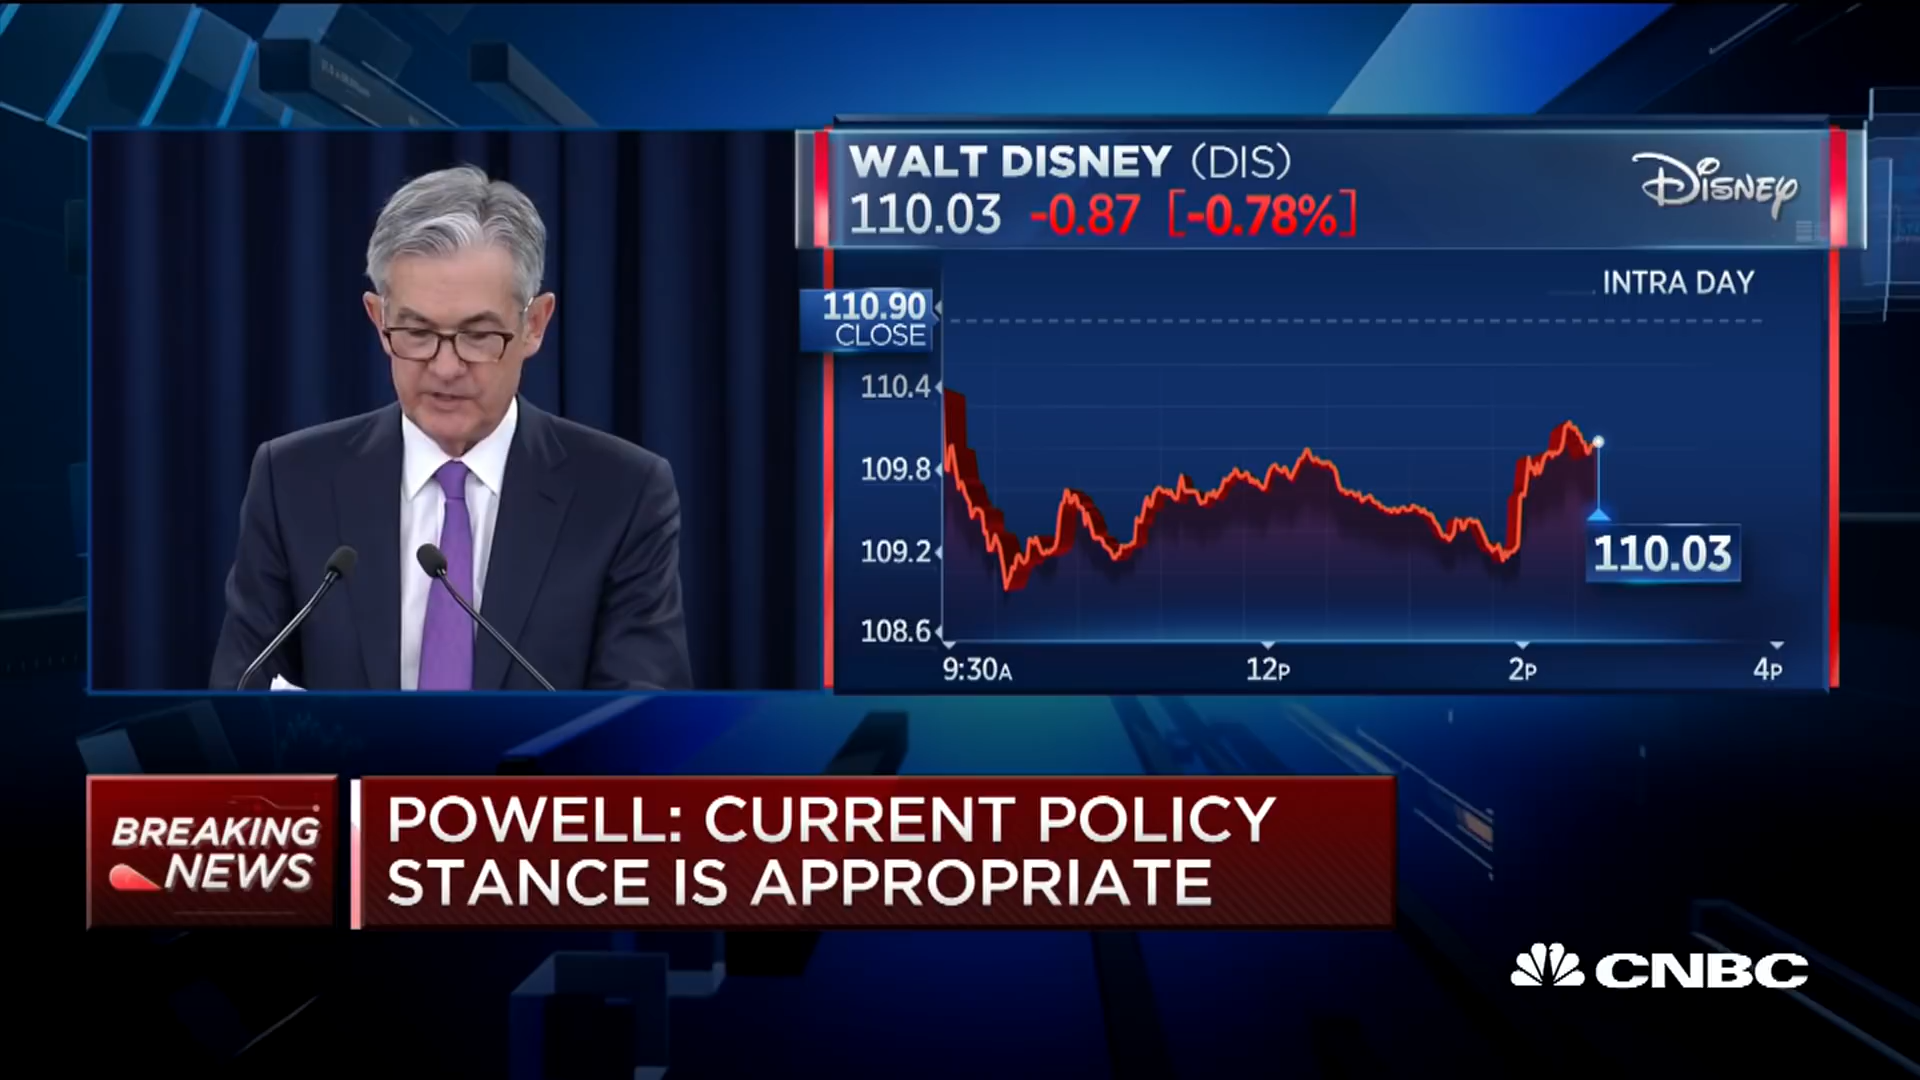 WALT DISNEY (DIS)
110.03 -0.87 [-0.78%]
DISNEY
INTRA DAY
110.90
CLOSE
110.4
109.8
109.2
108.6
110.03
9:30A 12P 2P 4P
BREAKING
NEWS
POWELL: CURRENT POLICY
STANCE IS APPROPRIATE
CNBC